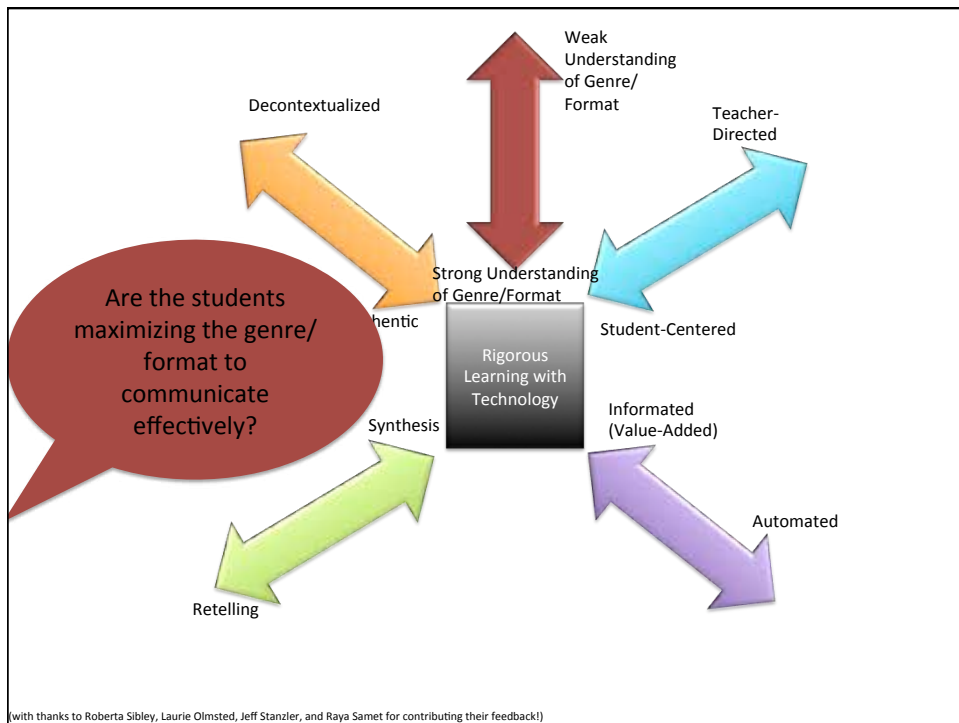 Weak
Understanding
of Genre/
Format
Decontextualized
Teacher-
Directed
Strong Understanding
of Genre/Format
Are the students
maximizing the genre/
format to
communicate
effectively?
hentic
Student-Centered
Rigorous
Learning with
Technology
Informated
(Value-Added)
Synthesis
Automated
Retelling
(with thanks to Roberta Sibley, Laurie Olmsted, Jeff Stanzler, and Raya Samet for contributing their feedback!)